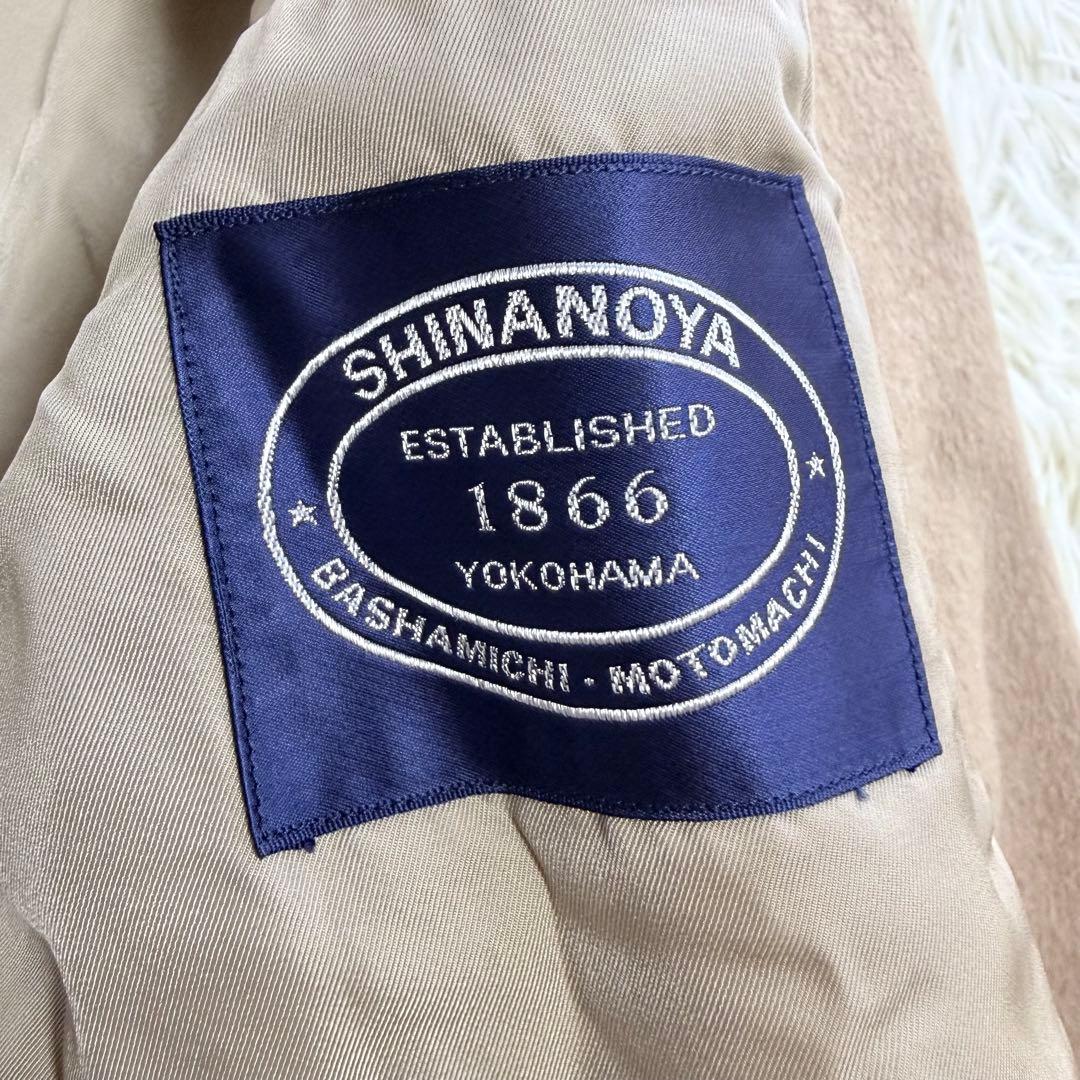 SHINANOYA
ESTABLISHED
1866
YOKOHAMA
BASHAMICHI · MOTOMACHI